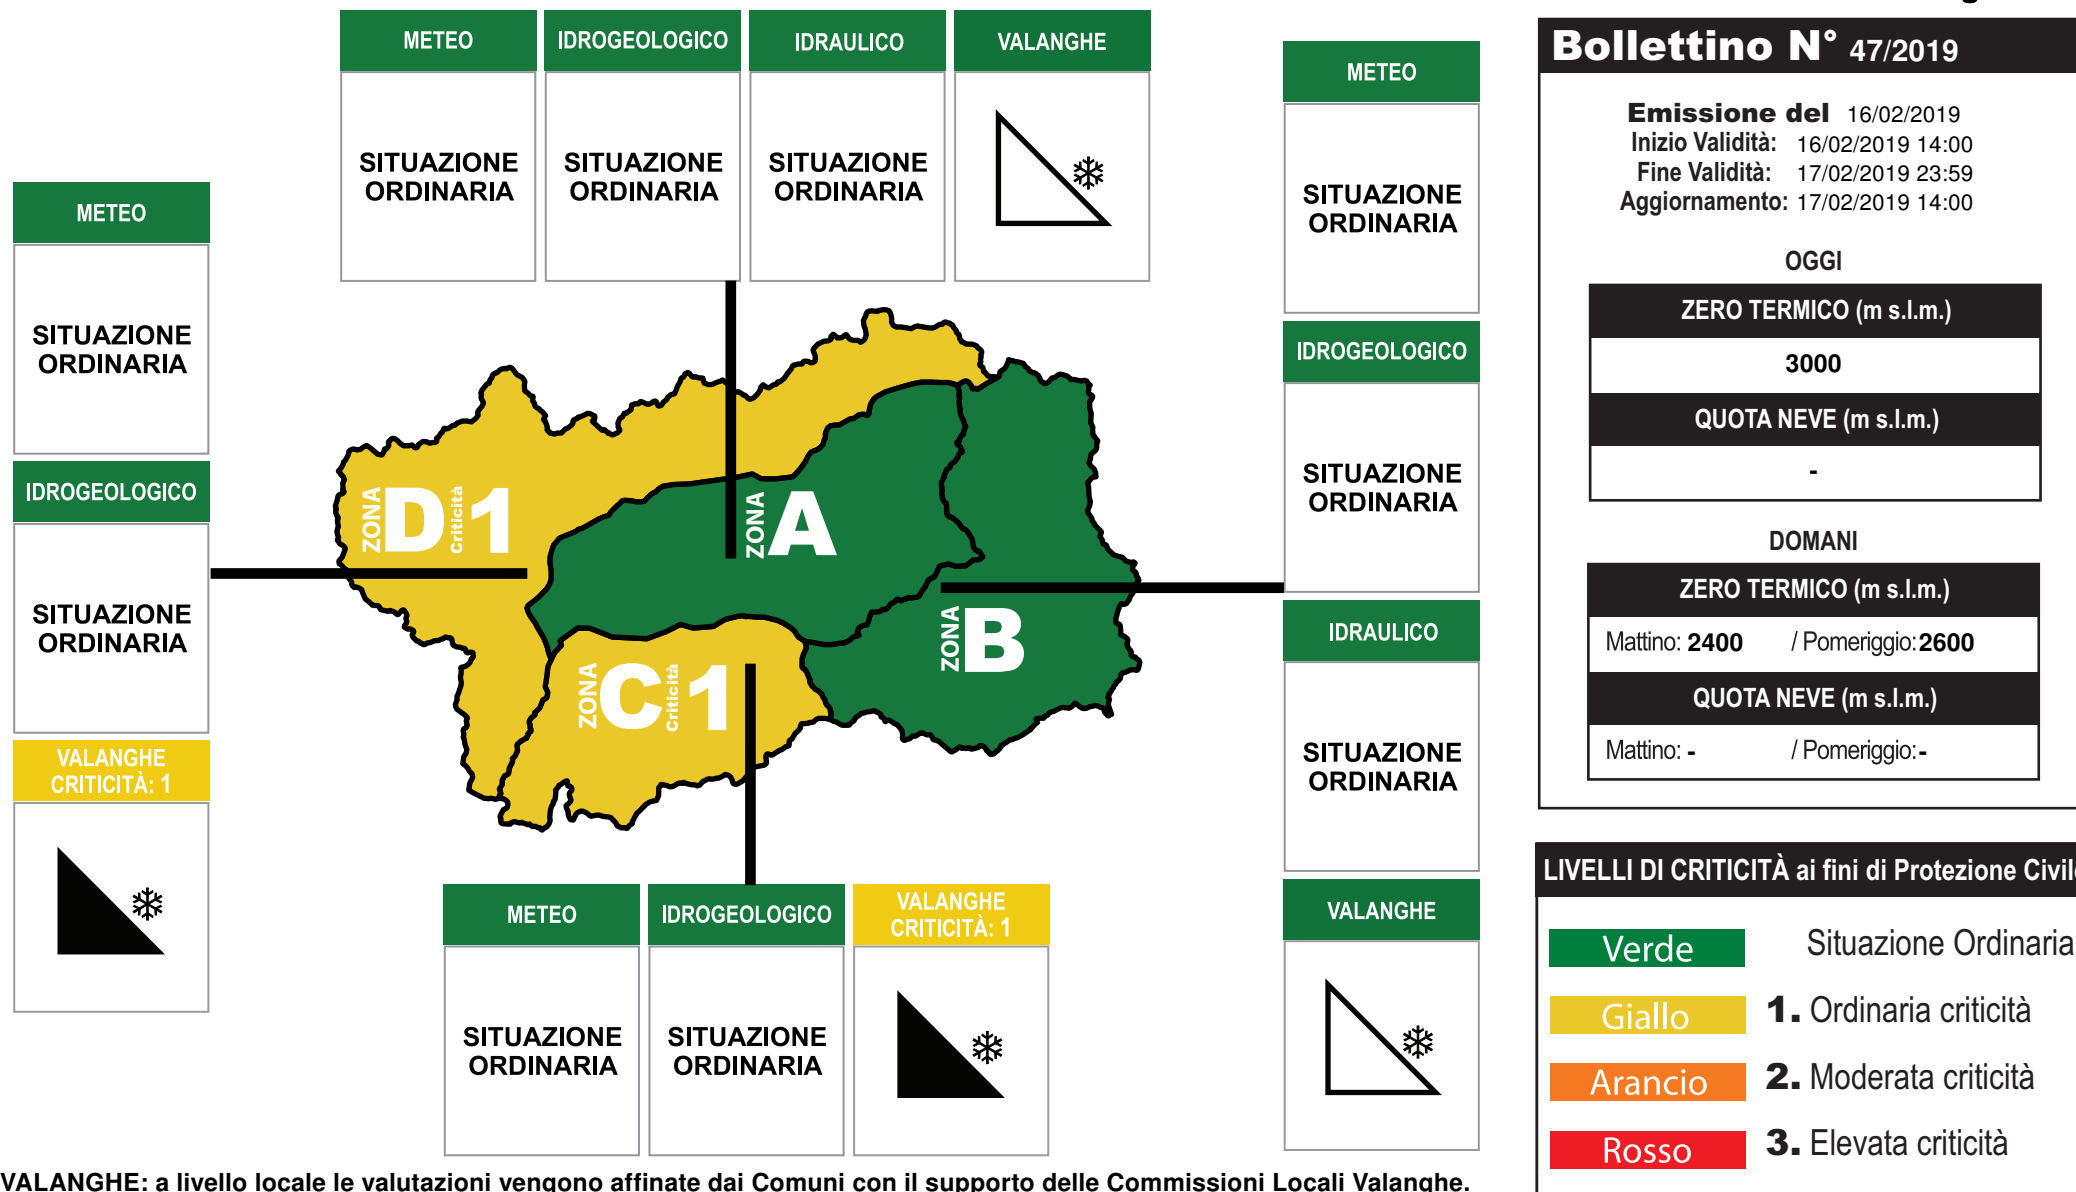 METEO
SITUAZIONE
ORDINARIA
IDROGEOLOGICO
SITUAZIONE
ORDINARIA
IDRAULICO
SITUAZIONE
ORDINARIA
VALANGHE
METEO
SITUAZIONE
ORDINARIA
IDROGEOLOGICO
SITUAZIONE
ORDINARIA
VALANGHE
CRITICITÀ: 1
ZONA D Criticità 1
ZONA A
ZONA B
ZONA C Criticità 1
METEO
SITUAZIONE
ORDINARIA
IDROGEOLOGICO
SITUAZIONE
ORDINARIA
VALANGHE
CRITICITÀ: 1
METEO
SITUAZIONE
ORDINARIA
IDROGEOLOGICO
SITUAZIONE
ORDINARIA
IDRAULICO
SITUAZIONE
ORDINARIA
VALANGHE
Bollettino N° 47/2019
Emissione del 16/02/2019
Inizio Validità: 16/02/2019 14:00
Fine Validità: 17/02/2019 23:59
Aggiornamento: 17/02/2019 14:00
OGGI
ZERO TERMICO (m s.l.m.)
3000
QUOTA NEVE (m s.l.m.)
-
DOMANI
ZERO TERMICO (m s.l.m.)
Mattino: 2400 / Pomeriggio: 2600
QUOTA NEVE (m s.l.m.)
Mattino: - / Pomeriggio: -
LIVELLI DI CRITICITÀ ai fini di Protezione Civile
Verde Situazione Ordinaria
Giallo 1. Ordinaria criticità
Arancio 2. Moderata criticità
Rosso 3. Elevata criticità
VALANGHE: a livello locale le valutazioni vengono affinate dai Comuni con il supporto delle Commissioni Locali Valanghe.